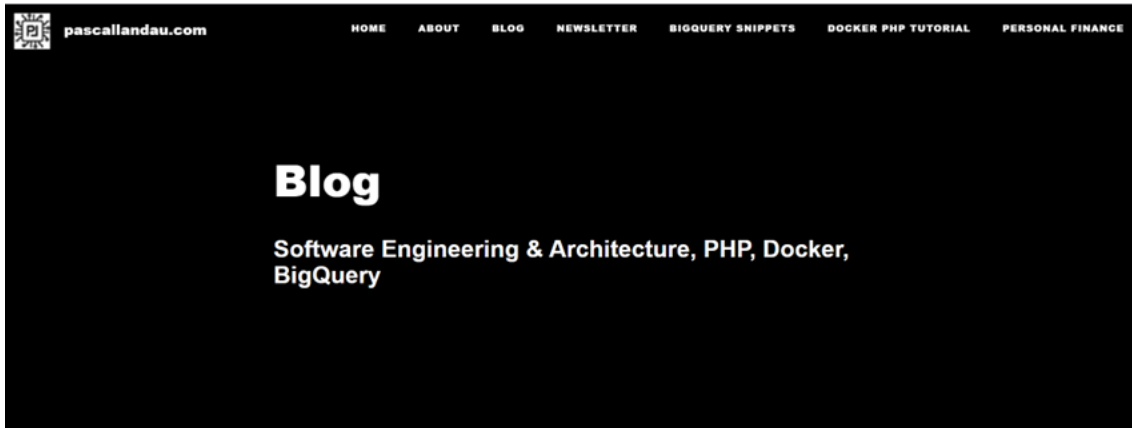 PJ
pascallandau.com
HOME ABOUT BLOG NEWSLETTER BIGQUERY SNIPPETS DOCKER PHP TUTORIAL PERSONAL FINANCE
Blog
Software Engineering & Architecture, PHP, Docker,
BigQuery